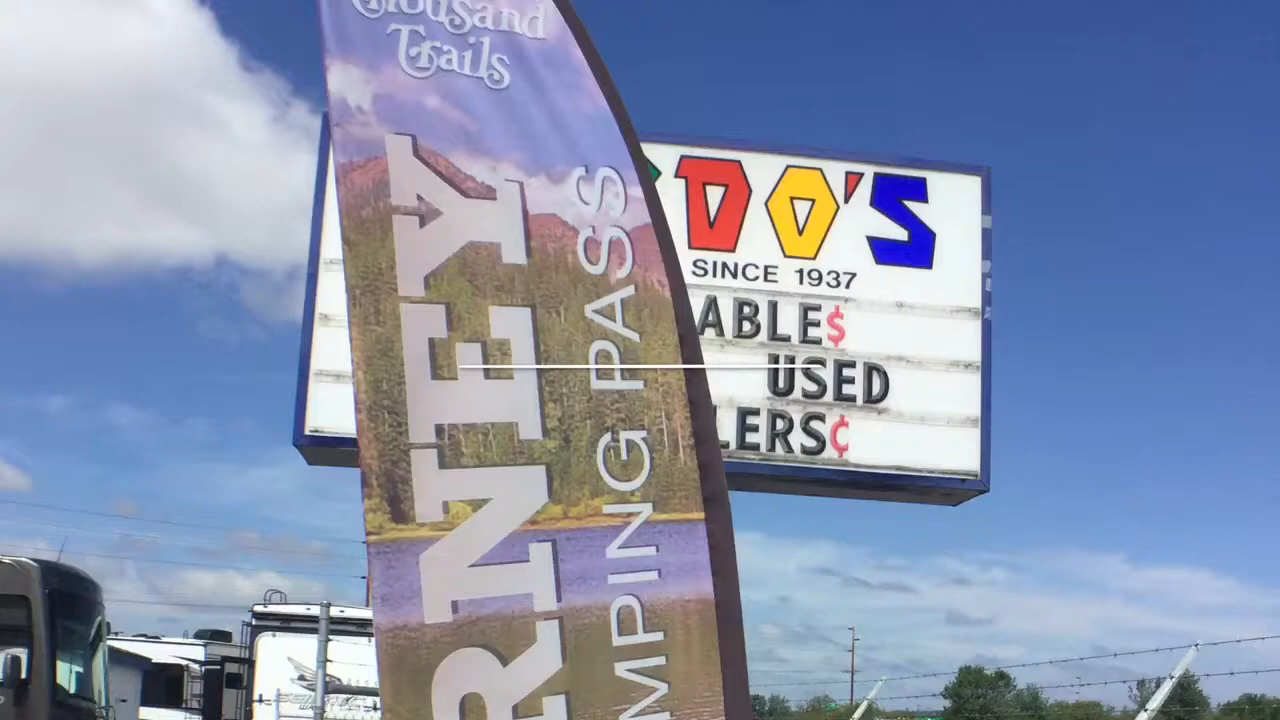 Thousand
Trails
RNEY
MPING PASS
DO'S
SINCE 1937
ABLE$
USED
LERS¢